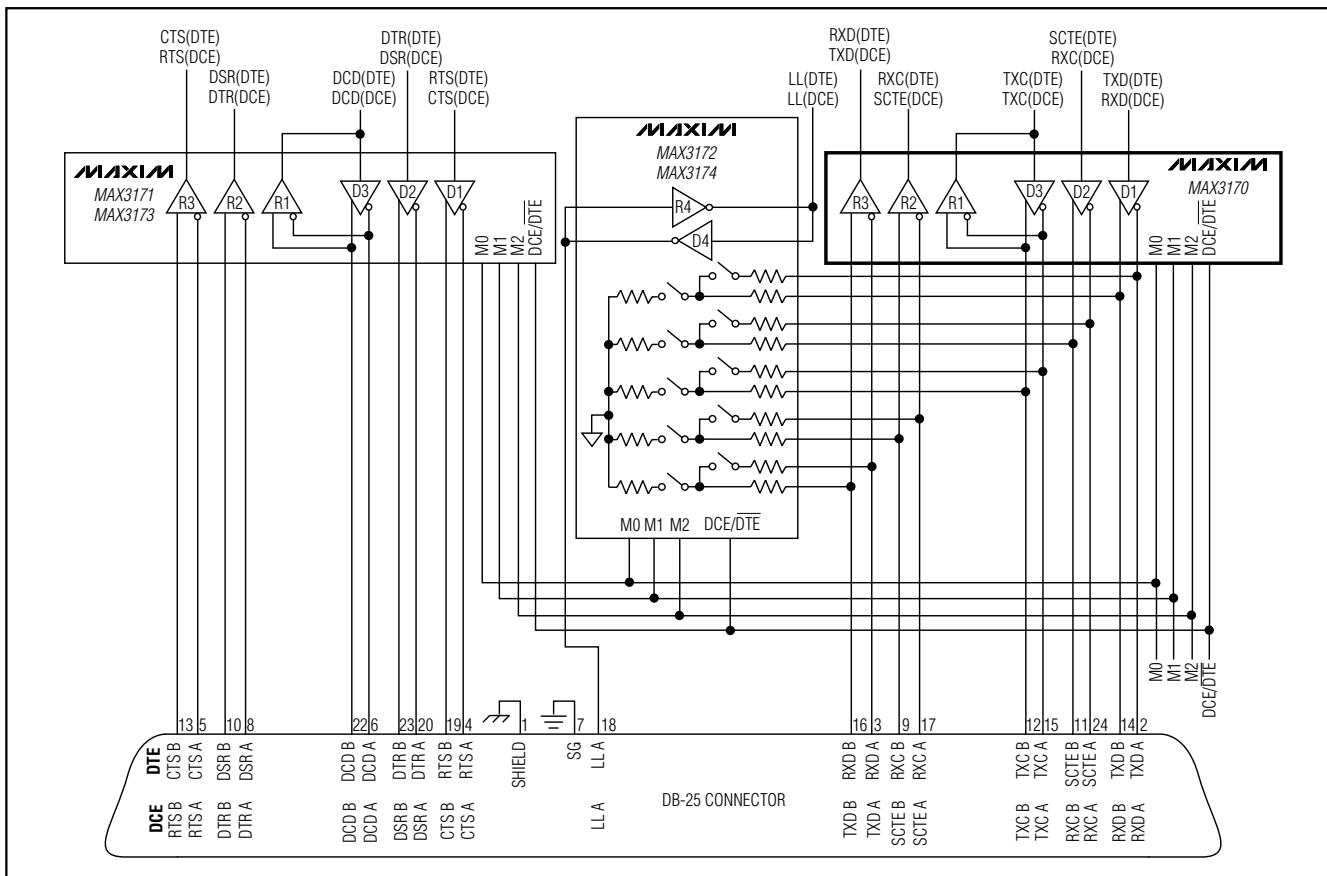 CTS(DTE)
RTS(DCE)
DSR(DTE)
DTR(DCE)
DCD(DTE)
DCD(DCE)
DTR(DTE)
DSR(DCE)
RTS(DTE)
CTS(DCE)
LL(DTE)
LL(DCE)
RXD(DTE)
TXD(DCE)
RXC(DTE)
SCTE(DCE)
TXC(DTE)
TXC(DCE)
SCTE(DTE)
RXC(DCE)
TXD(DTE)
RXD(DCE)
MAXIM
MAX3171
MAX3173
R3
R2
R1
D3
D2
D1
M0
M1
M2
DCE/DTE
MAXIM
MAX3172
MAX3174
R4
D4
M0 M1 M2 DCE/DTE
MAXIM
MAX3170
R3
R2
R1
D3
D2
D1
M0
M1
M2
DCE/DTE
M0
M1
M2
DCE/DTE
13 5 10 8 22 6 23 20 19 4 1 7 18 16 3 9 17 12 15 11 24 14 2
DTE
CTS B
CTS A
DSR B
DSR A
DCD B
DCD A
DTR B
DTR A
RTS B
RTS A
SHIELD
SG
LL A
RXD B
RXD A
RXC B
RXC A
TXC B
TXC A
SCTE B
SCTE A
TXD B
TXD A
DB-25 CONNECTOR
DCE
RTS B
RTS A
DTR B
DTR A
DCD B
DCD A
DSR B
DSR A
CTS B
CTS A
LL A
TXD B
TXD A
SCTE B
SCTE A
TXC B
TXC A
RXC B
RXC A
RXD B
RXD A